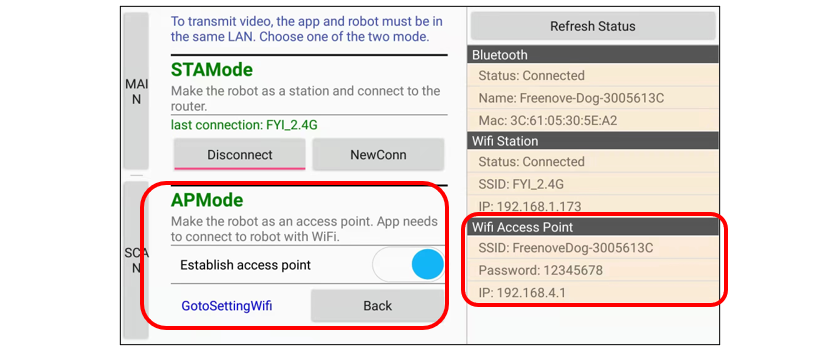 MAI
N
SCA
N
To transmit video, the app and robot must be in
the same LAN. Choose one of the two mode.
STAMode
Make the robot as a station and connect to the
router.
last connection: FYI_2.4G
Disconnect
NewConn
APMode
Make the robot as an access point. App needs
to connect to robot with WiFi.
Establish access point
GotoSettingWifi
Back
Refresh Status
Bluetooth
Status: Connected
Name: Freenove-Dog-3005613C
Mac: 3C:61:05:30:5E:A2
Wifi Station
Status: Connected
SSID: FYI_2.4G
IP: 192.168.1.173
Wifi Access Point
SSID: FreenoveDog-3005613C
Password: 12345678
IP: 192.168.4.1